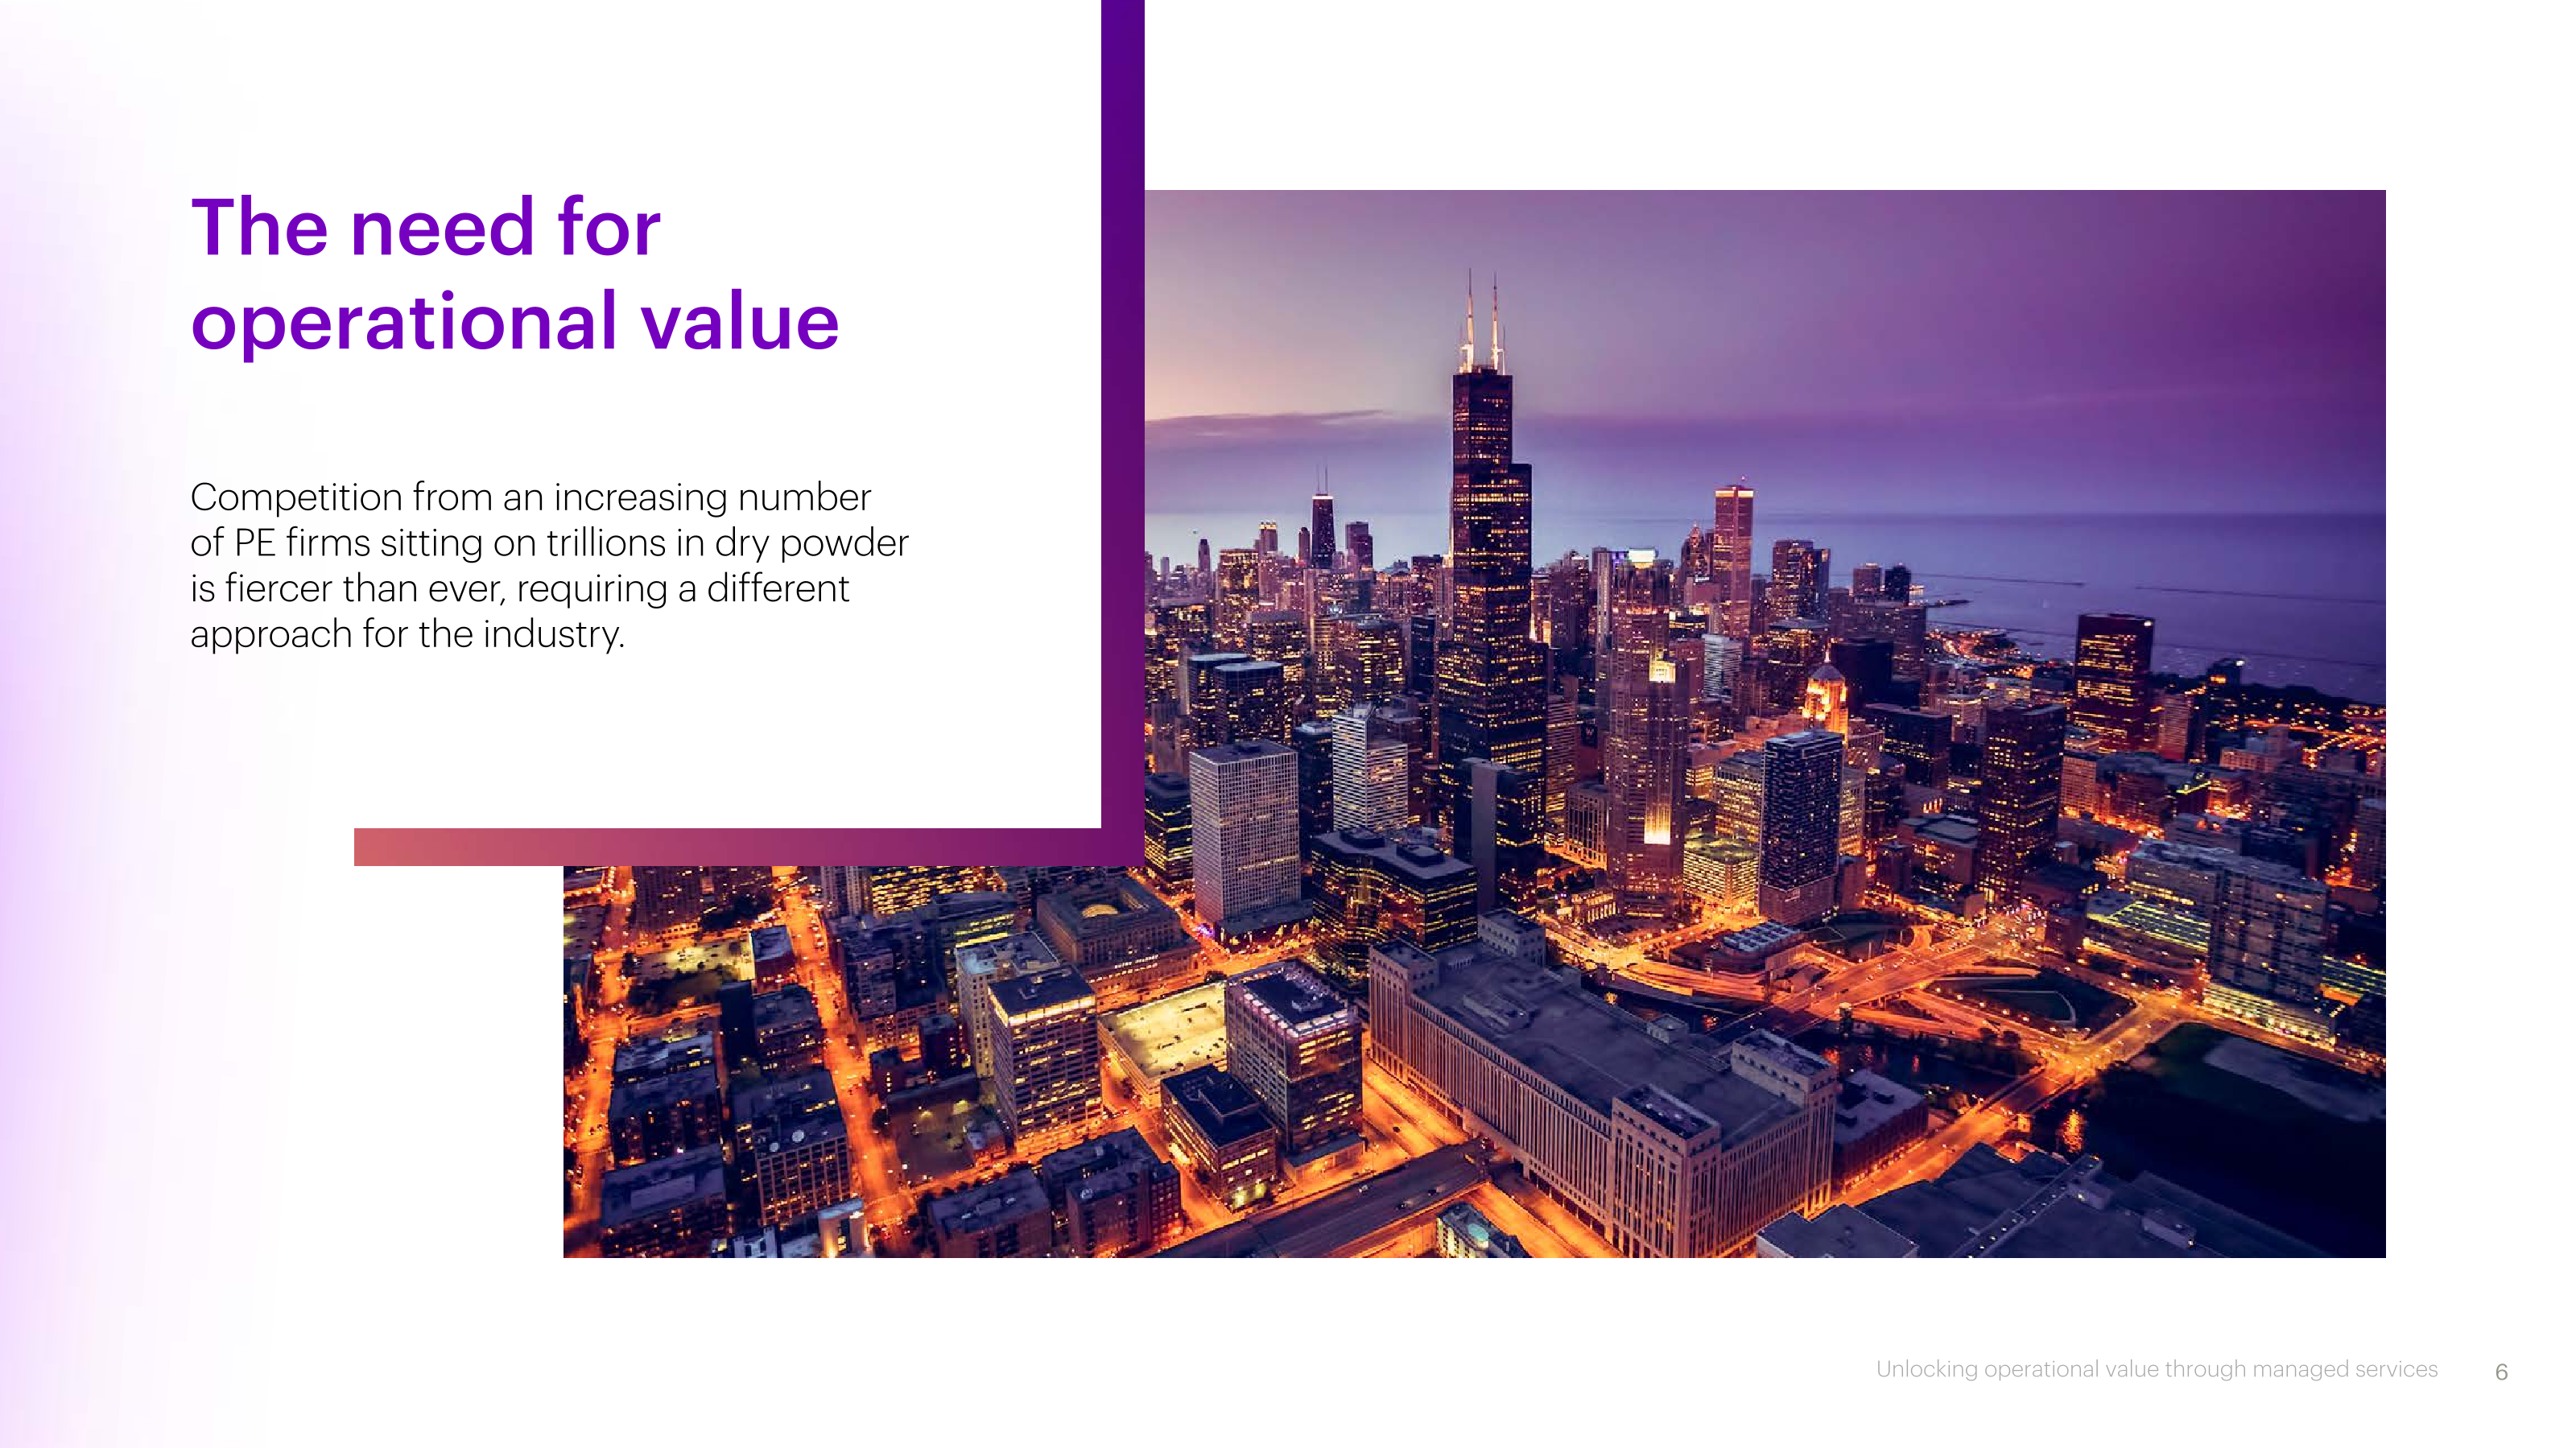 The need for
operational value
Competition from an increasing number
of PE firms sitting on trillions in dry powder
is fiercer than ever, requiring a different
approach for the industry.
Unlocking operational value through managed services
6